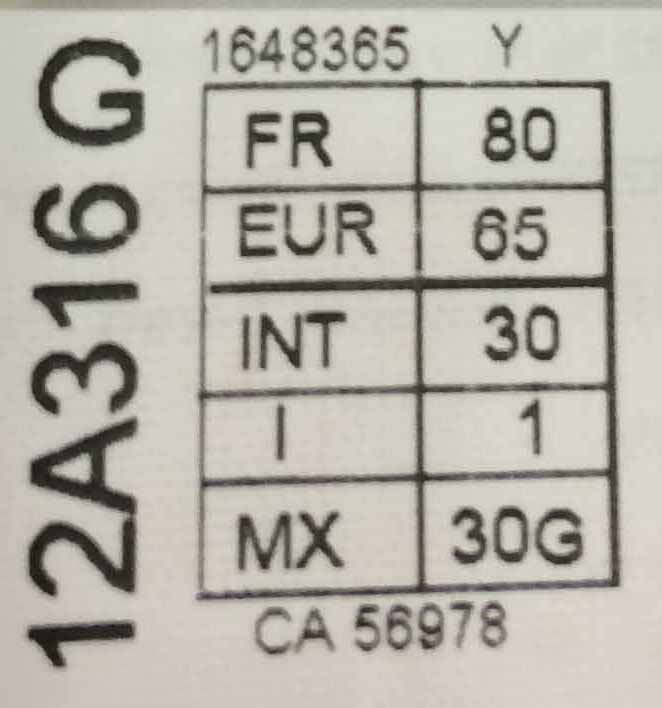 12A316 G
1648365 Y
FR 80
EUR 65
INT 30
I 1
MX 30G
CA 56978